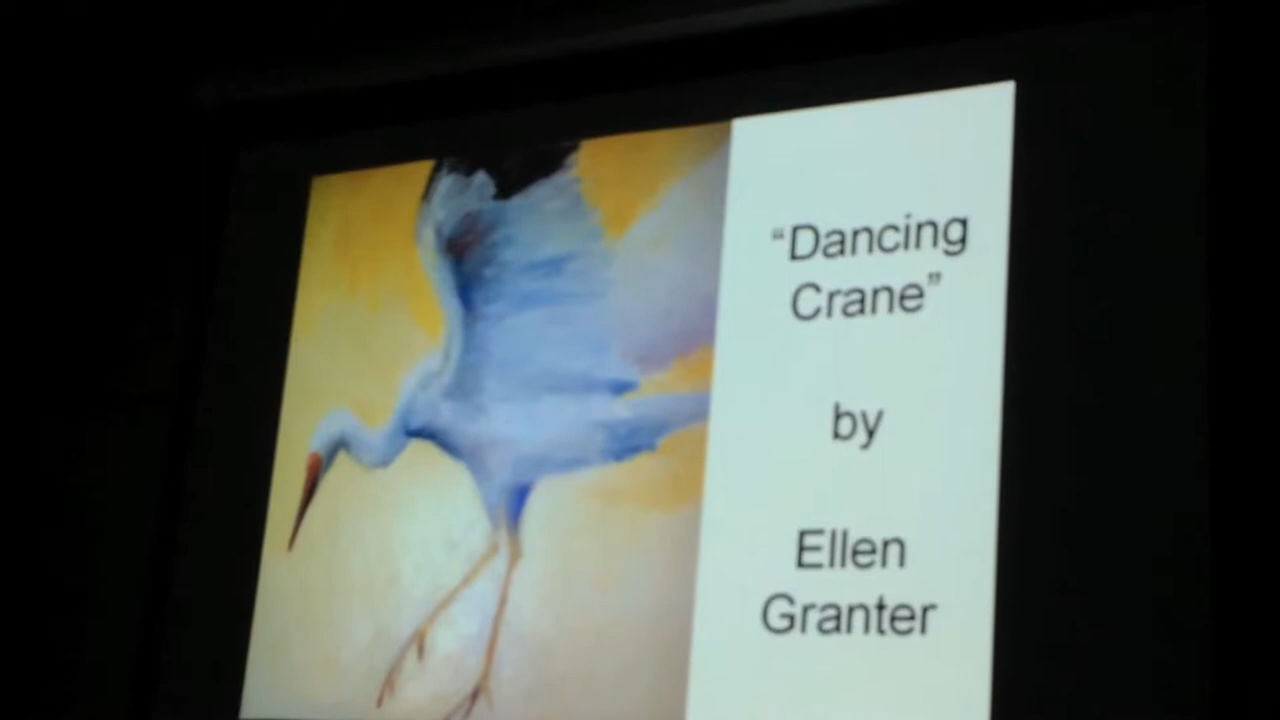 “Dancing
Crane”
by
Ellen
Granter